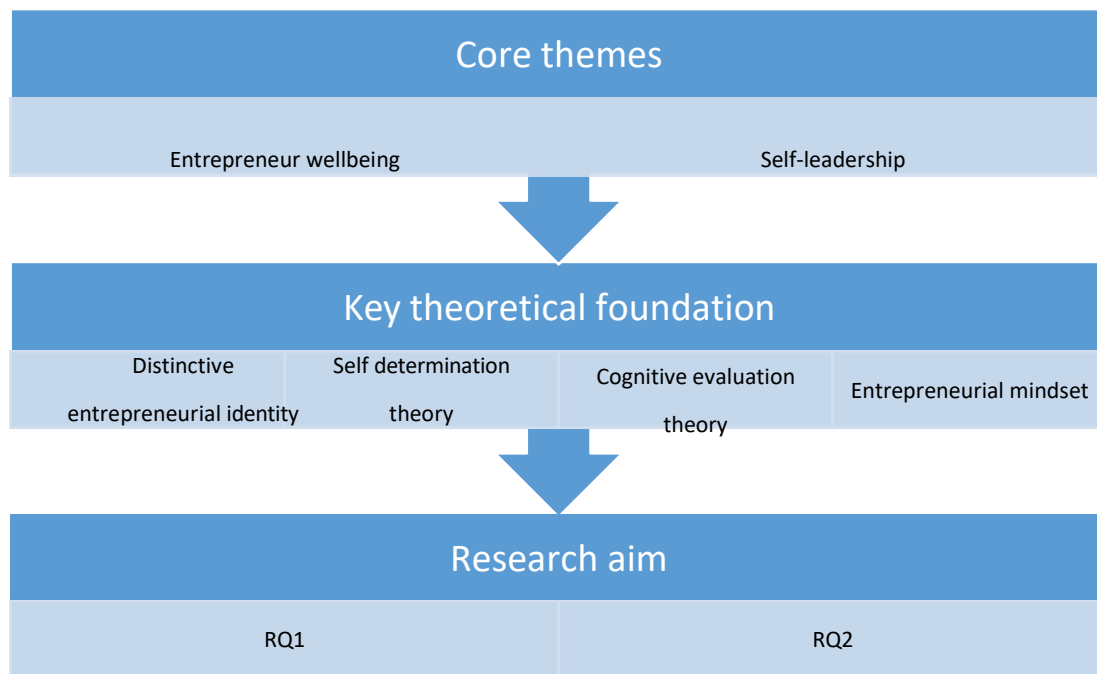 Core themes
Entrepreneur wellbeing
Self-leadership
Key theoretical foundation
Distinctive
entrepreneurial identity
Self determination
theory
Cognitive evaluation
theory
Entrepreneurial mindset
Research aim
RQ1
RQ2